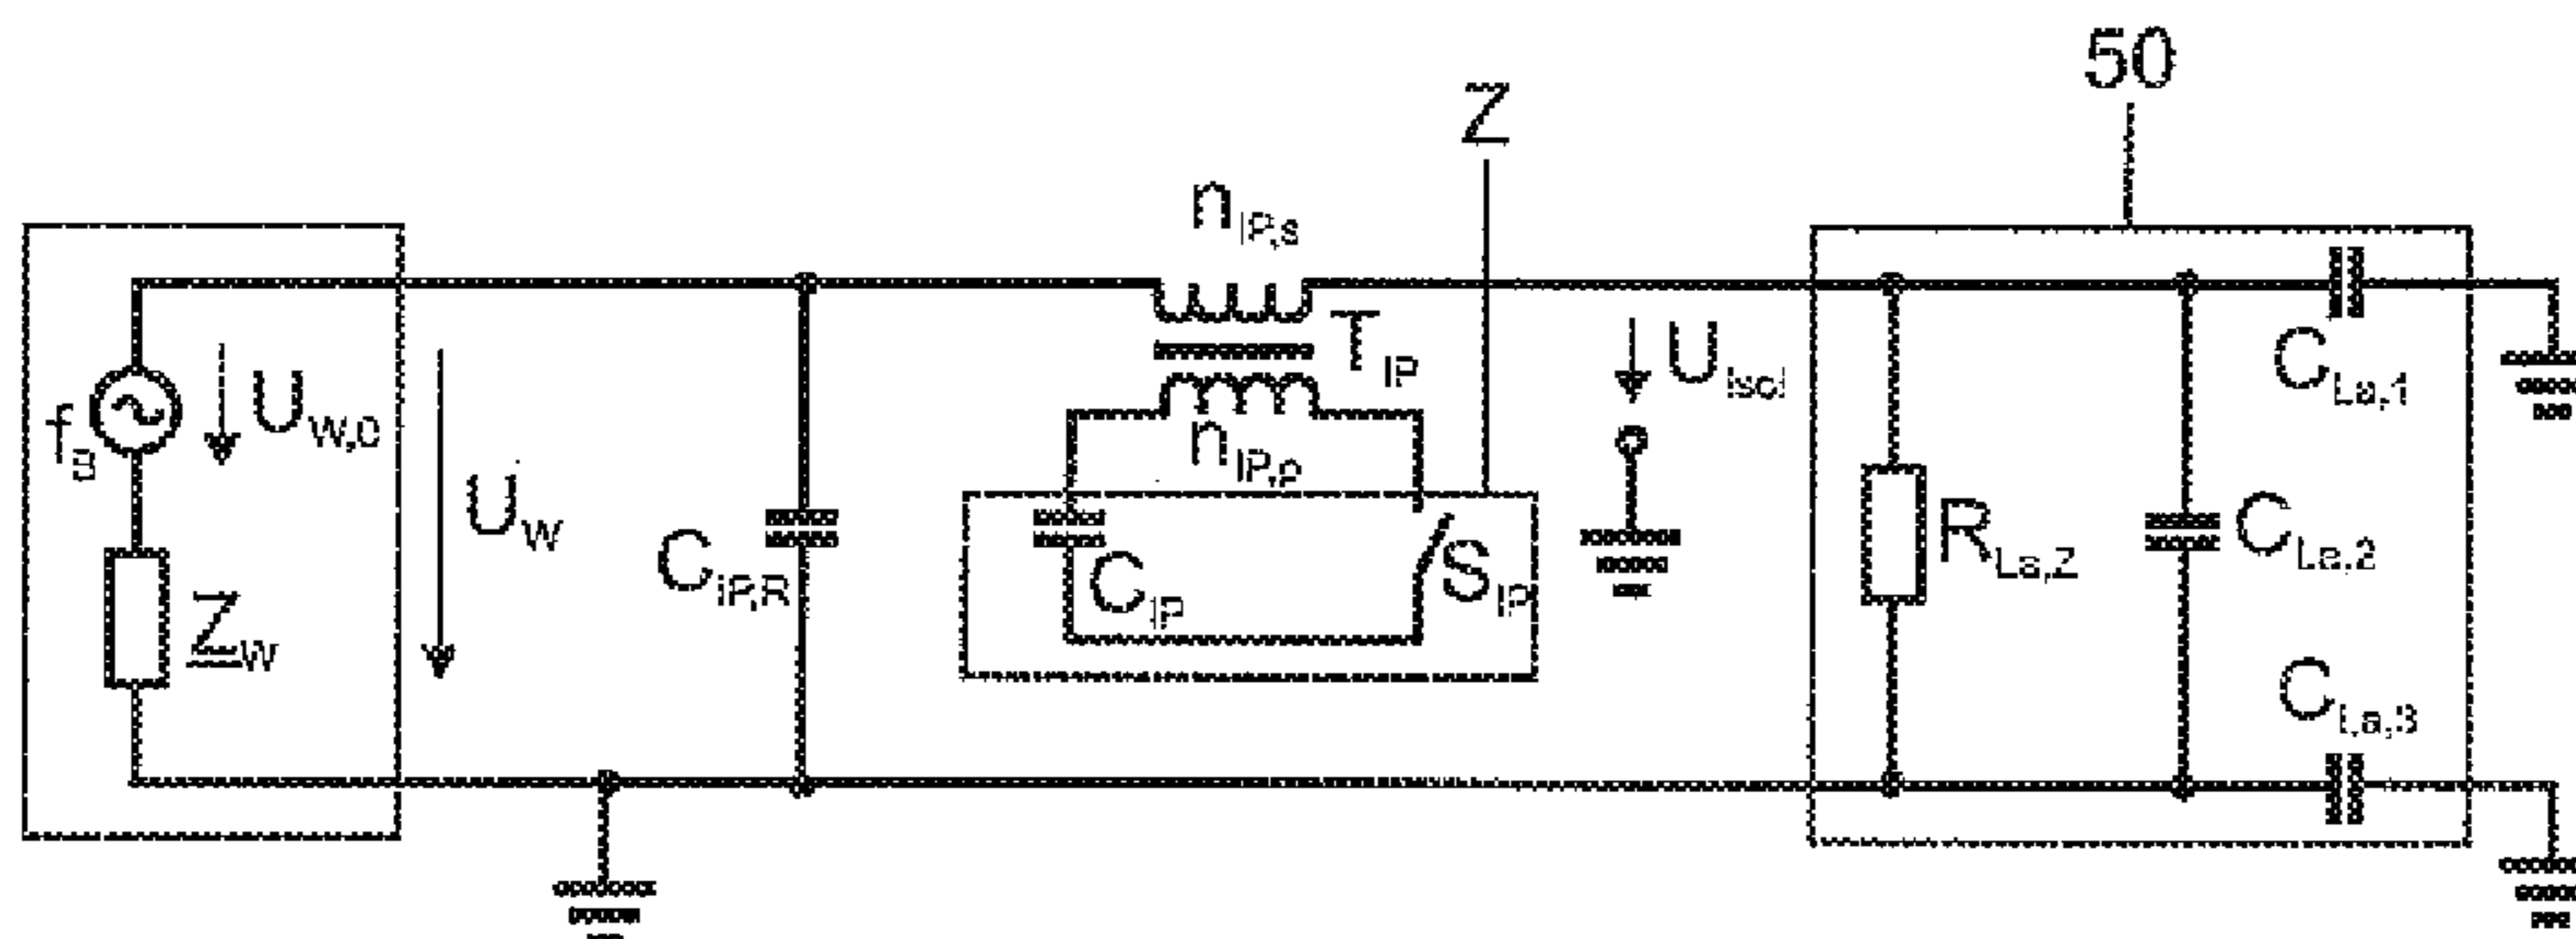 50
Z
n_IP,s
T_IP
U_Isol
C_La,1
f_B
U_W,0
n_IP,p
U_W
C_IP,R
C_IP
S_IP
R_La,2
C_La,2
Z_W
C_La,3